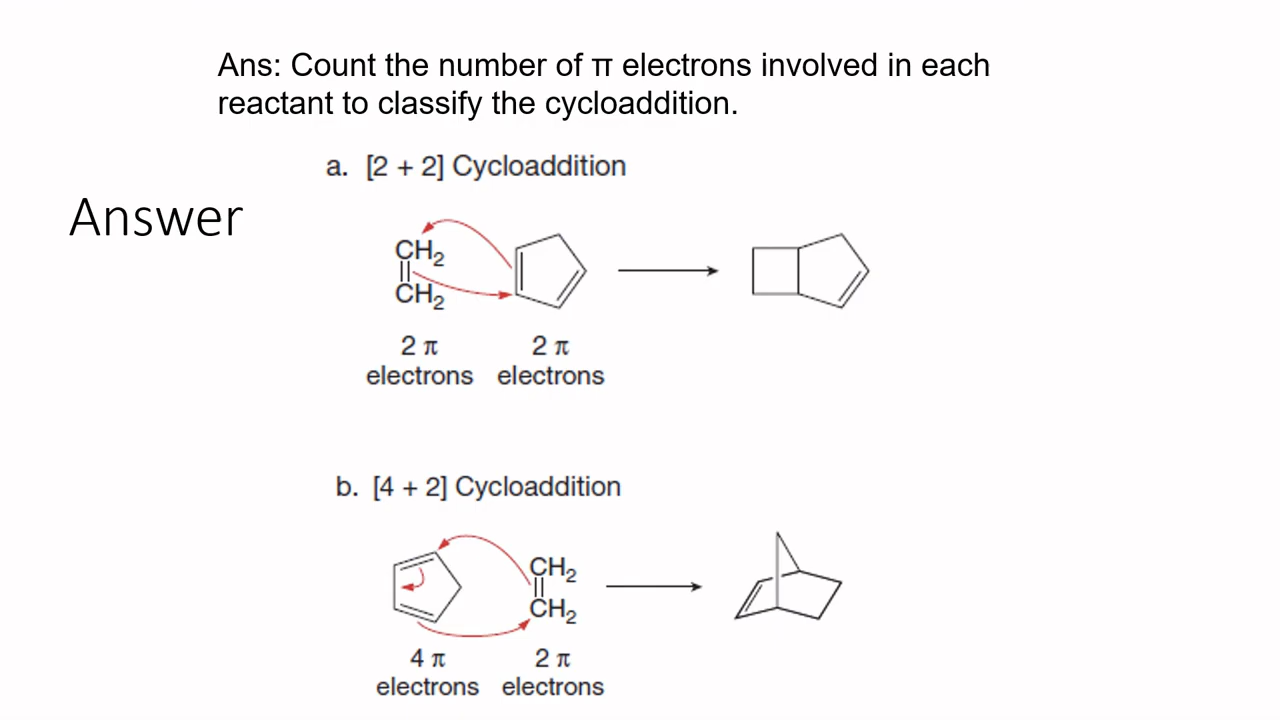 Ans: Count the number of π electrons involved in each
reactant to classify the cycloaddition.
a. [2 + 2] Cycloaddition
Answer
CH₂
CH₂
2 π
electrons
2 π
electrons
b. [4 + 2] Cycloaddition
CH₂
CH₂
4 π
electrons
2 π
electrons